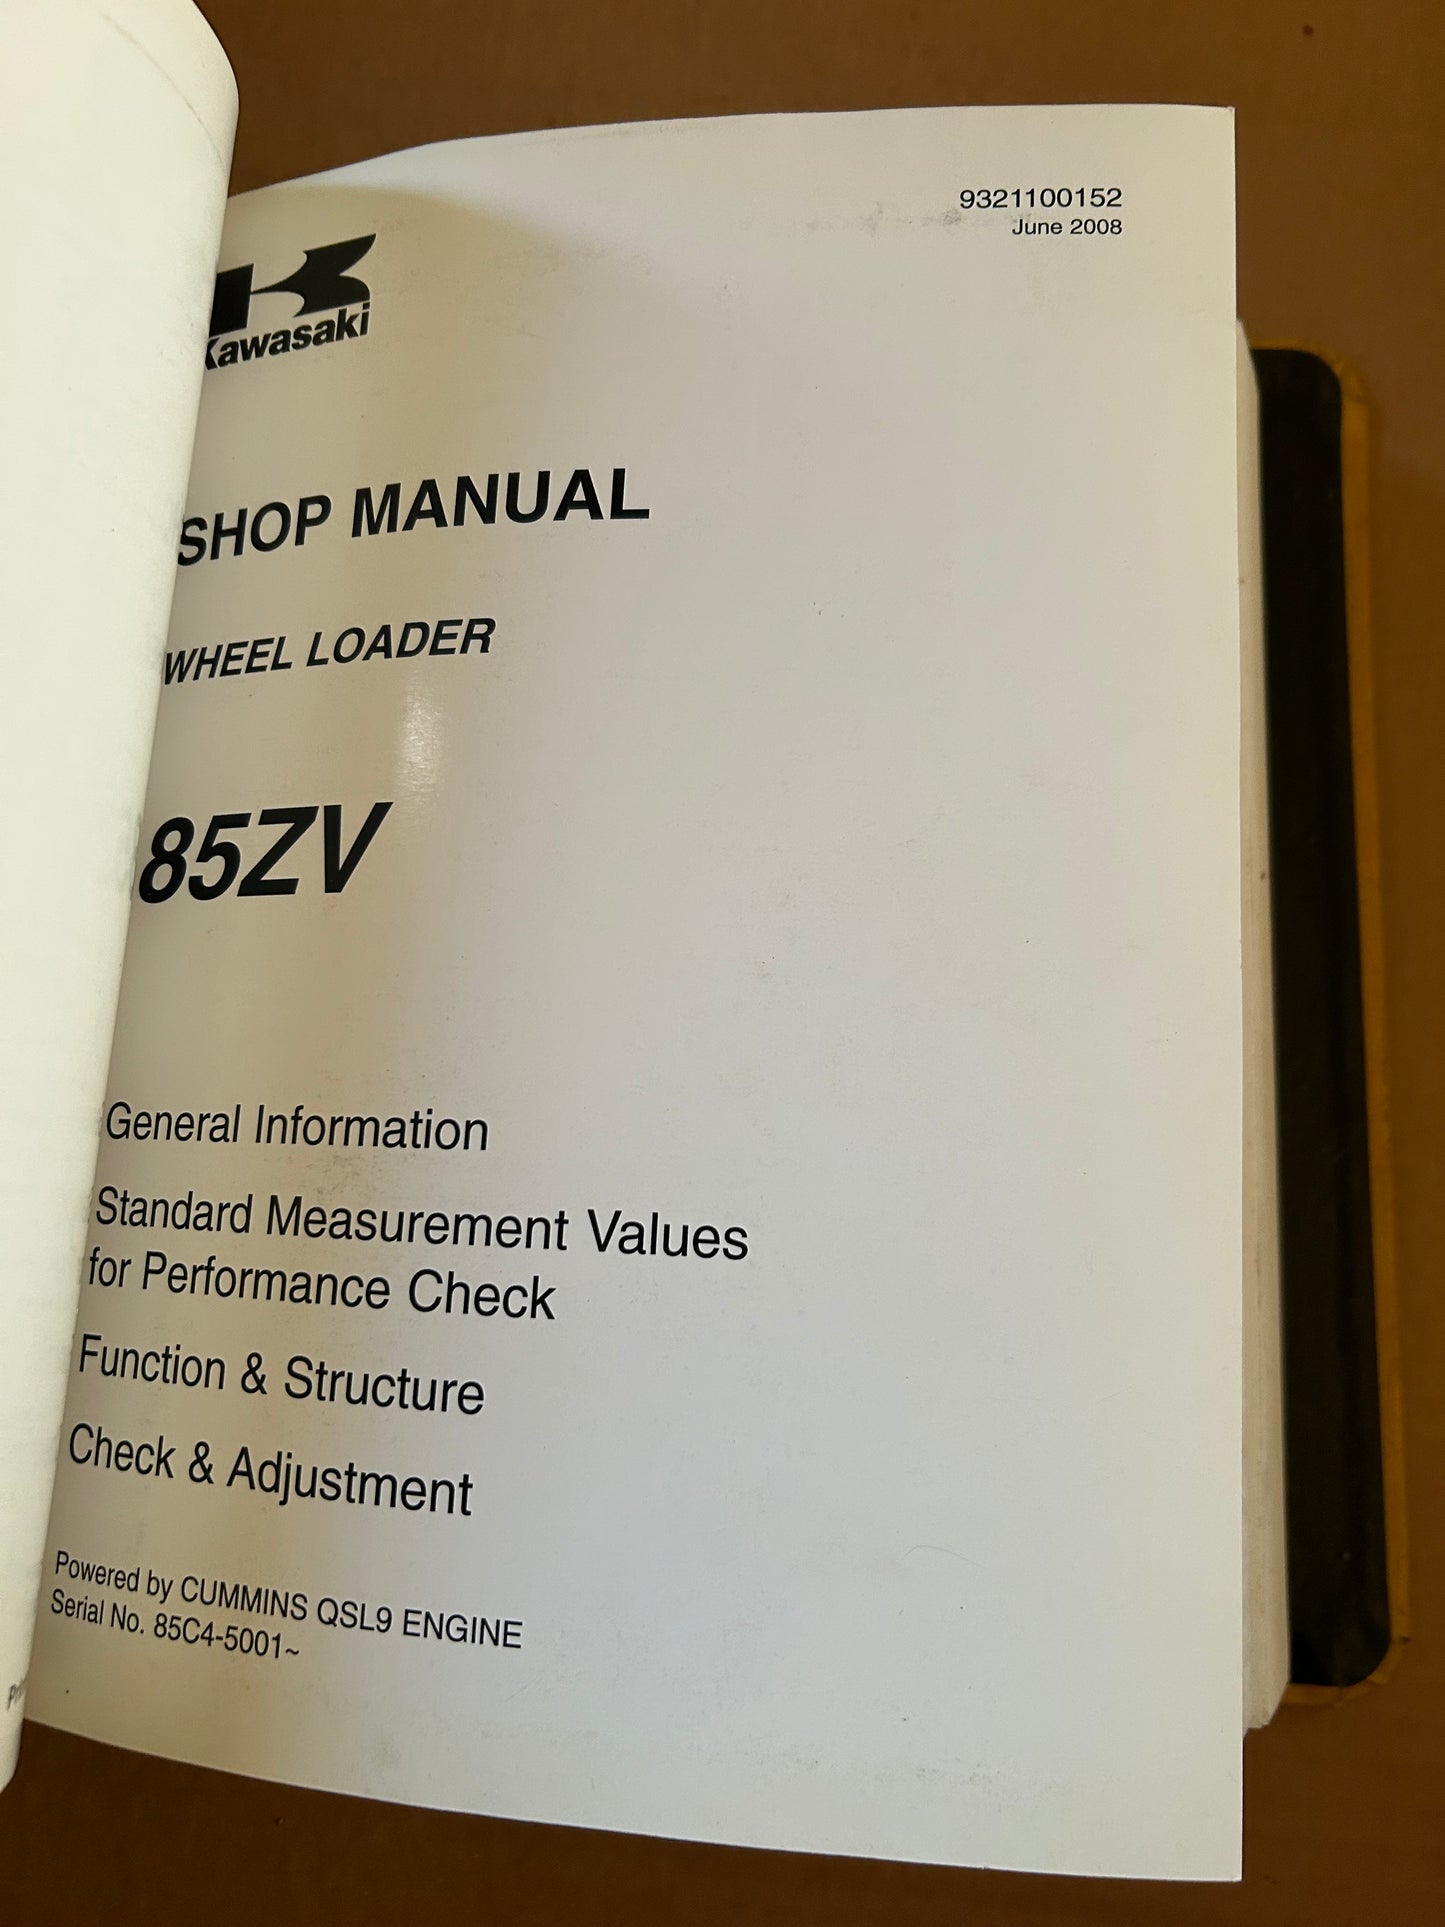 9321100152
June 2008
Kawasaki
SHOP MANUAL
WHEEL LOADER
85ZV
General Information
Standard Measurement Values
for Performance Check
Function & Structure
Check & Adjustment
Powered by CUMMINS QSL9 ENGINE
Serial No. 85C4-5001~